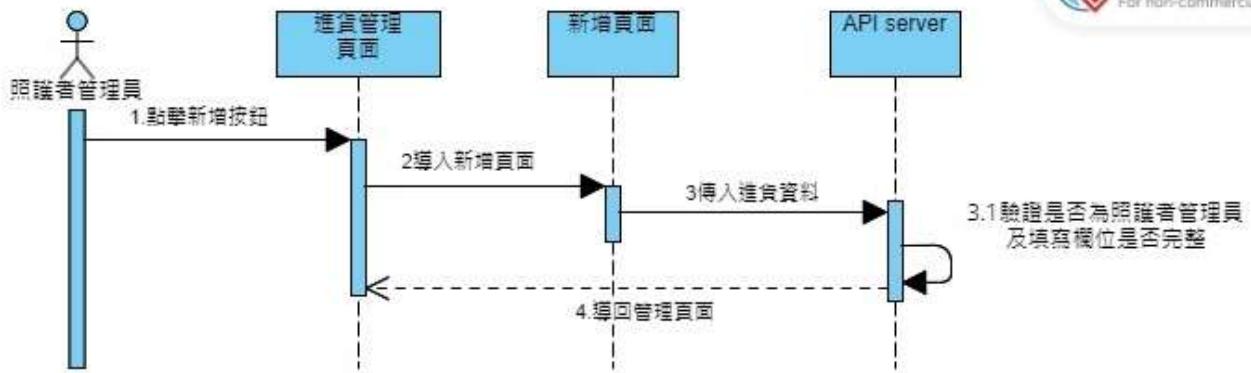 For non-commercial
進貨管理
頁面
新增頁面
API server
照護者管理員
1.點擊新增按鈕
2導入新增頁面
3傳入進貨資料
3.1驗證是否為照護者管理員
及填寫欄位是否完整
4.導回管理頁面